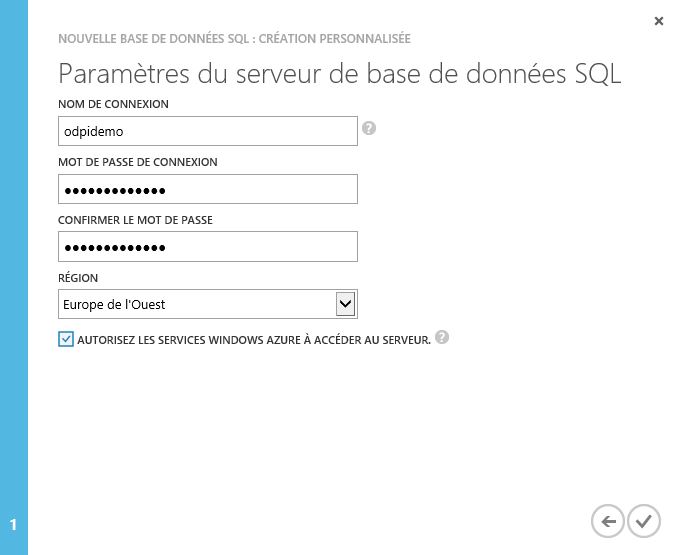 NOUVELLE BASE DE DONNÉES SQL : CRÉATION PERSONNALISÉE
Paramètres du serveur de base de données SQL
NOM DE CONNEXION
odpidemo
?
MOT DE PASSE DE CONNEXION
●●●●●●●●●●●●●
CONFIRMER LE MOT DE PASSE
●●●●●●●●●●●●●
RÉGION
Europe de l'Ouest
AUTORISEZ LES SERVICES WINDOWS AZURE À ACCÉDER AU SERVEUR. ?
1